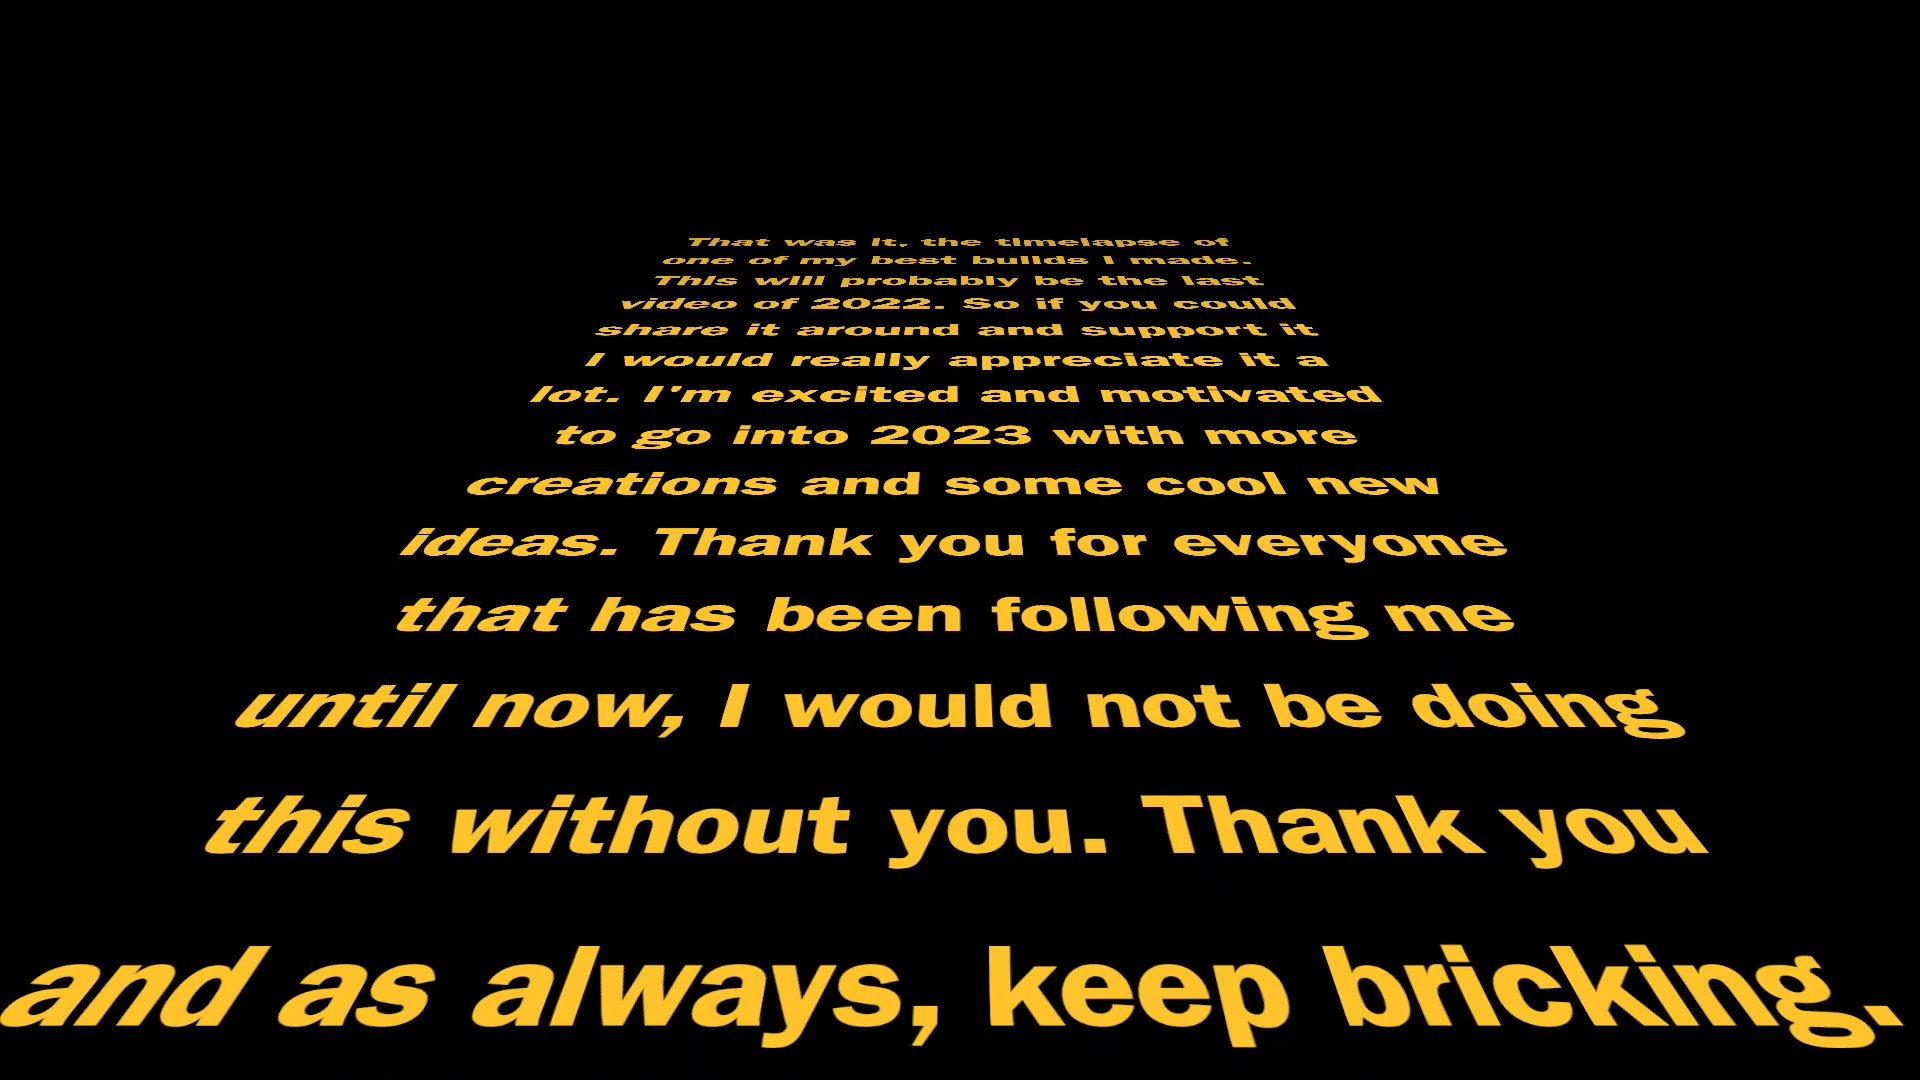 That was it, the timelapse of
one of my best builds I made.
This will probably be the last
video of 2022. So if you could
share it around and support it
I would really appreciate it a
lot. I'm excited and motivated
to go into 2023 with more
creations and some cool new
ideas. Thank you for everyone
that has been following me
until now, I would not be doing
this without you. Thank you
and as always, keep bricking.